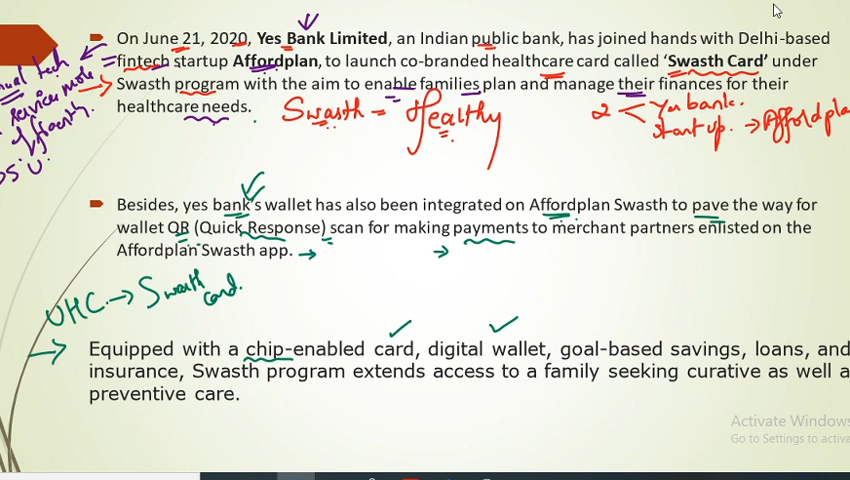 On June 21, 2020, Yes Bank Limited, an Indian public bank, has joined hands with Delhi-based
fintech startup Affordplan, to launch co-branded healthcare card called ‘Swasth Card’ under
Swasth program with the aim to enable families plan and manage their finances for their
healthcare needs.
tech
service more
efficiently.
Swasth = Healthy
2 < Yes bank.
Startup. → Affordplan
Besides, yes bank's wallet has also been integrated on Affordplan Swasth to pave the way for
wallet QR (Quick Response) scan for making payments to merchant partners enlisted on the
Affordplan Swasth app. →
UHC → Swasth
card.
Equipped with a chip-enabled card, digital wallet, goal-based savings, loans, and
insurance, Swasth program extends access to a family seeking curative as well a
preventive care.
Activate Windows
Go to Settings to activa